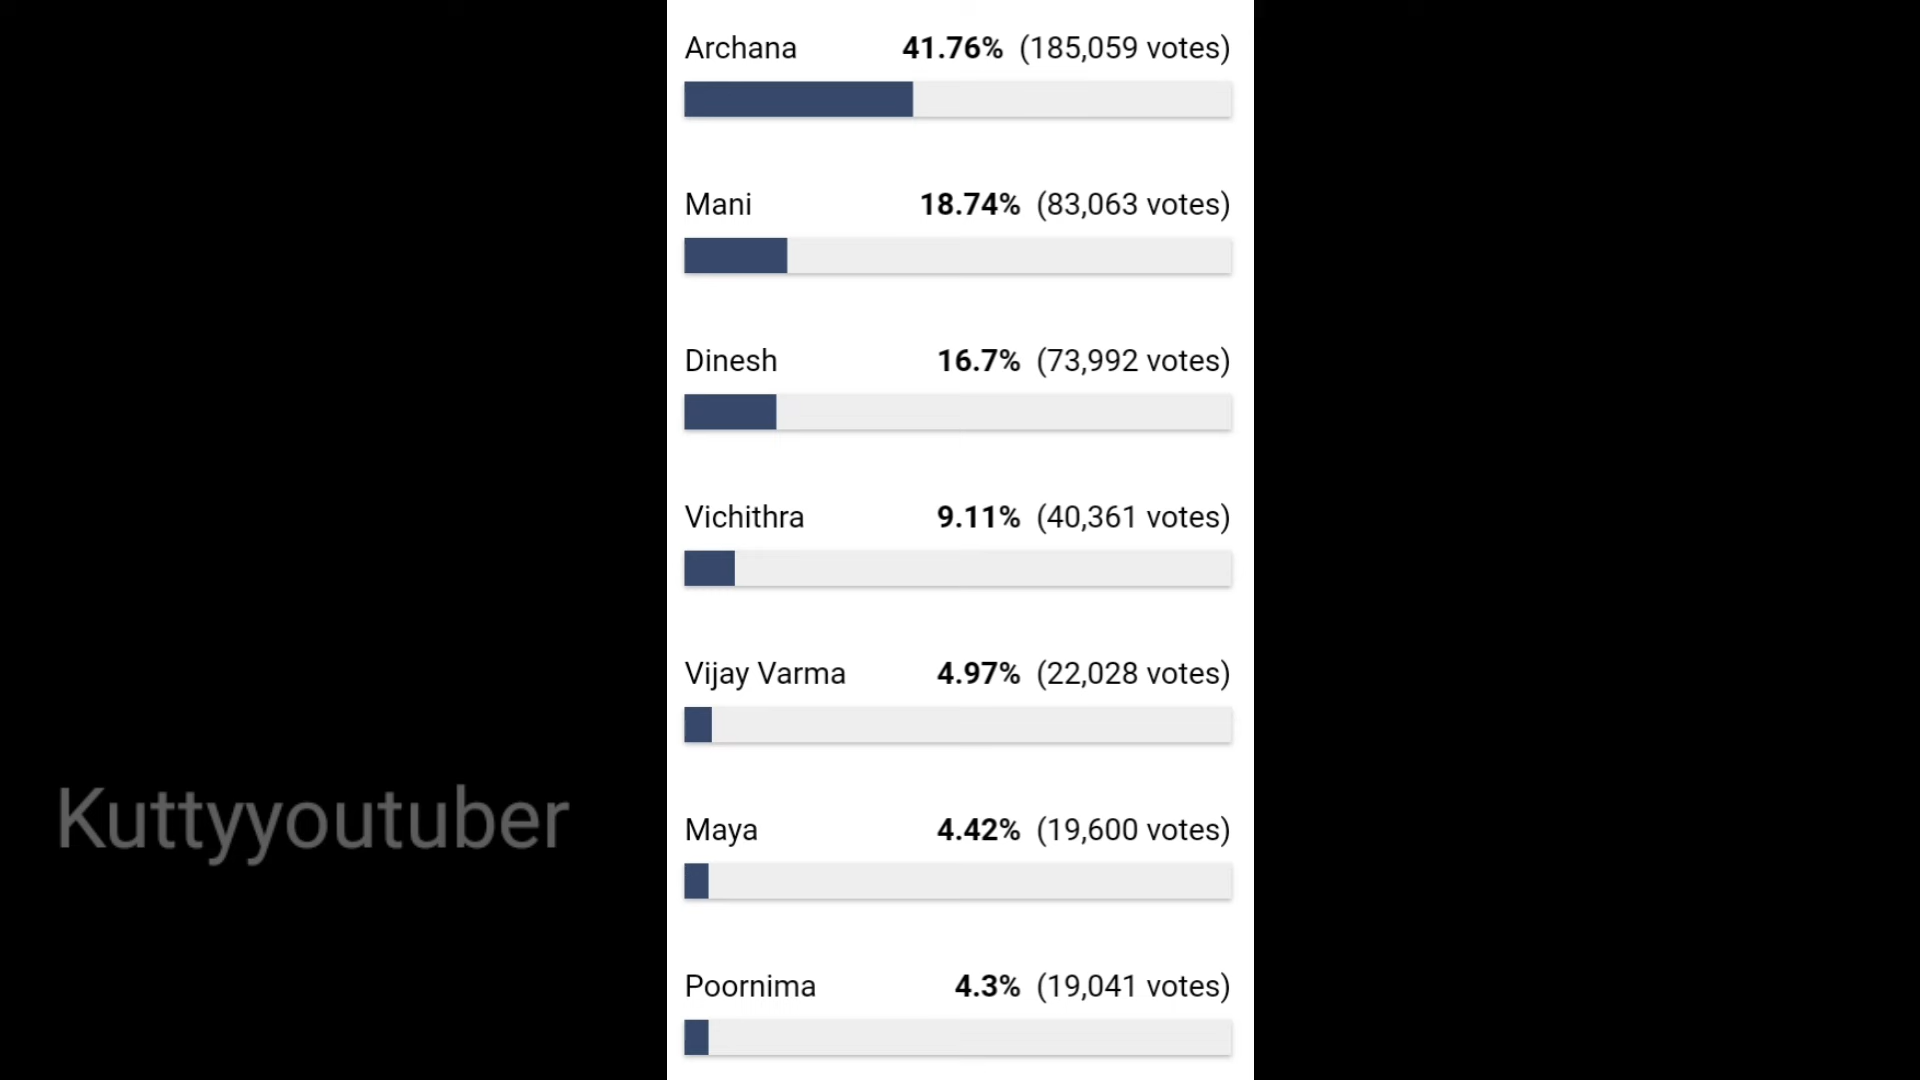 Archana 41.76% (185,059 votes)
Mani 18.74% (83,063 votes)
Dinesh 16.7% (73,992 votes)
Vichithra 9.11% (40,361 votes)
Vijay Varma 4.97% (22,028 votes)
Maya 4.42% (19,600 votes)
Poornima 4.3% (19,041 votes)
Kuttyyoutuber